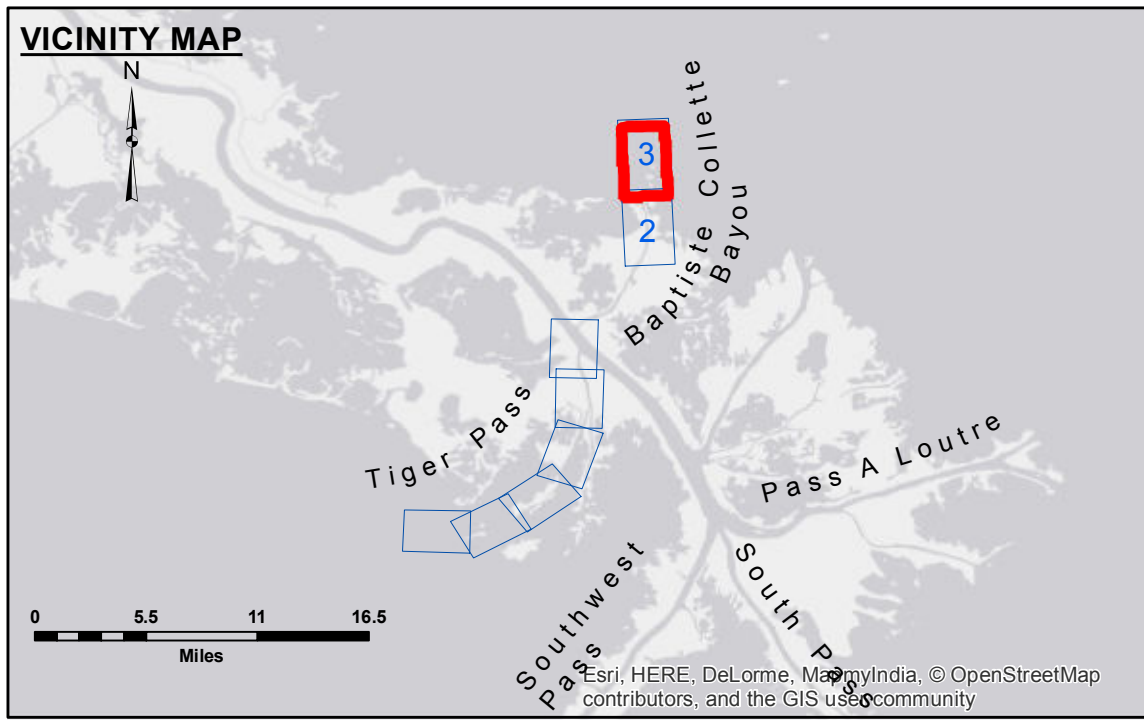 VICINITY MAP
N
3
2
Baptiste Collette
Bayou
Tiger Pass
Pass A Loutre
Southwest
Pass
South Pass
0 5.5 11 16.5
Miles
Esri, HERE, DeLorme, MapmyIndia, © OpenStreetMap
contributors, and the GIS user community